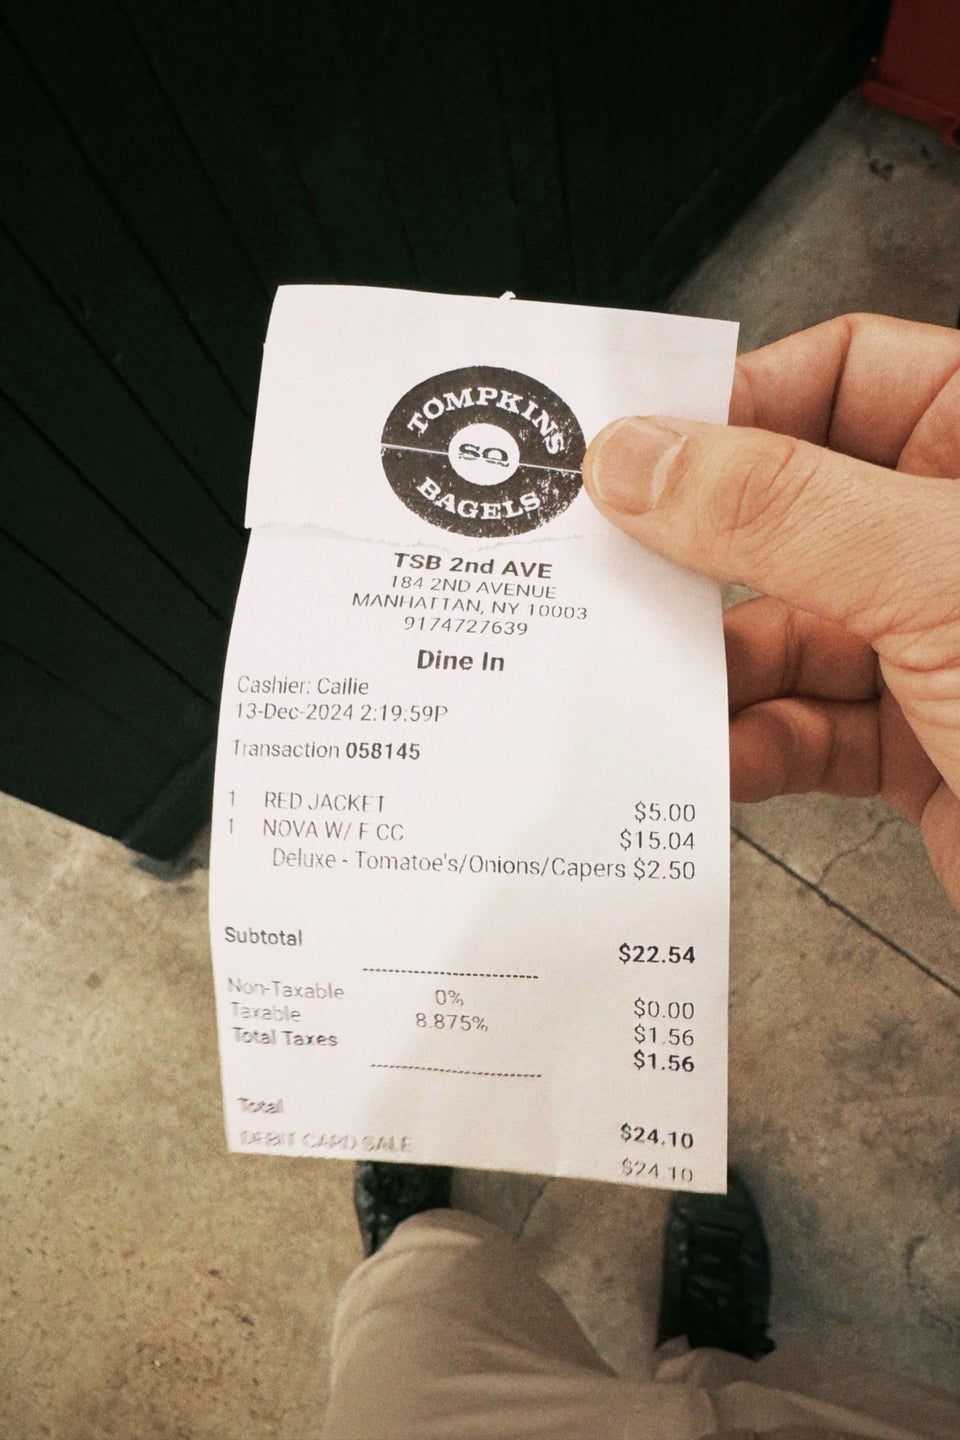 TOMPKINS
SQ
BAGELS
TSB 2nd AVE
184 2ND AVENUE
MANHATTAN, NY 10003
9174727639
Dine In
Cashier: Cailie
13-Dec-2024 2:19:59P
Transaction 058145
1 RED JACKET $5.00
1 NOVA W/ F CC $15.04
Deluxe - Tomatoe's/Onions/Capers $2.50
Subtotal $22.54
Non-Taxable 0% $0.00
Taxable 8.875% $1.56
Total Taxes $1.56
Total $24.10
DEBIT CARD SALE $24.10